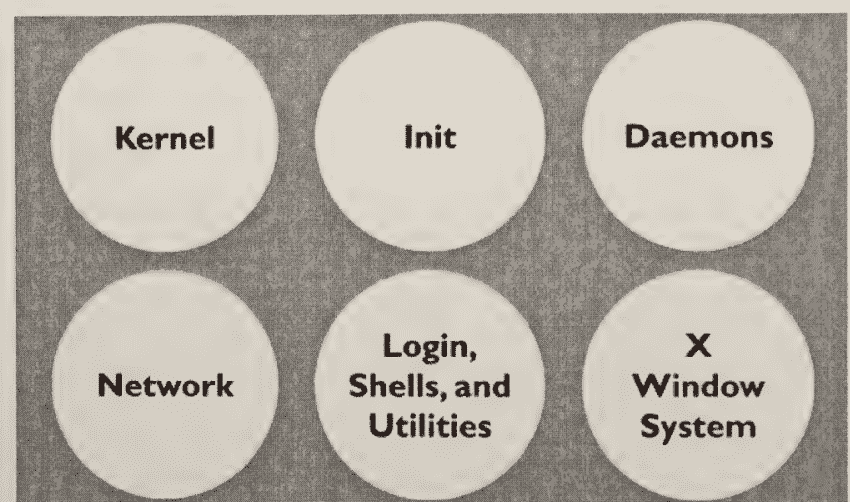 Kernel
Init
Daemons
Network
Login,
Shells, and
Utilities
X
Window
System